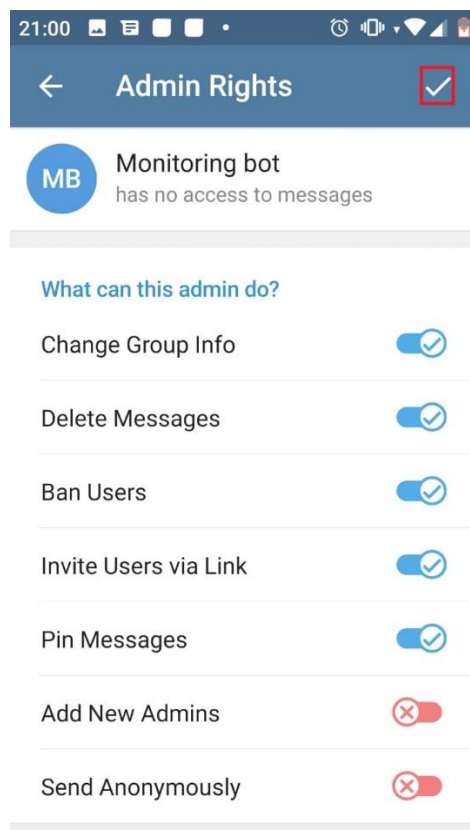 21:00
Admin Rights
MB
Monitoring bot
has no access to messages
What can this admin do?
Change Group Info
Delete Messages
Ban Users
Invite Users via Link
Pin Messages
Add New Admins
Send Anonymously